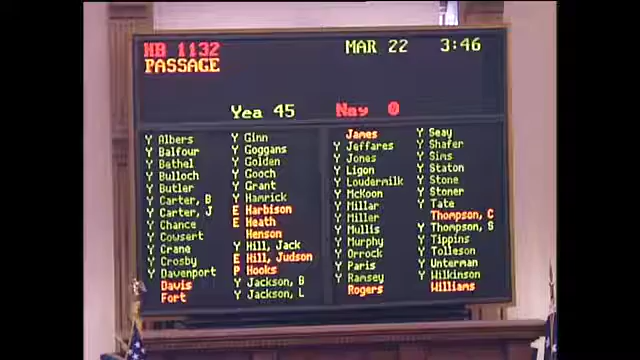 HB 1132 MAR 22 3:46
PASSAGE
Yea 45 Nay 0
Y Albers
Y Balfour
Y Bethel
Y Bulloch
Y Butler
Y Carter, B
Y Carter, J
Y Chance
Y Cowsert
Y Crane
Y Crosby
Y Davenport
Davis
Fort
Y Ginn
Y Goggans
Y Golden
Y Gooch
Y Grant
Y Hamrick
E Harbison
E Heath
Henson
Y Hill, Jack
E Hill, Judson
P Hooks
Y Jackson, B
Y Jackson, L
James
Y Jeffares
Y Jones
Y Ligon
Y Loudermilk
Y McKoon
Y Millar
Y Miller
Y Mullis
Y Murphy
Y Orrock
Y Paris
Y Ramsey
Rogers
Y Seay
Y Shafer
Y Sims
Y Staton
Y Stone
Y Stoner
Y Tate
Thompson, C
Y Thompson, S
Y Tippins
Y Tolleson
Y Unterman
Y Wilkinson
Williams